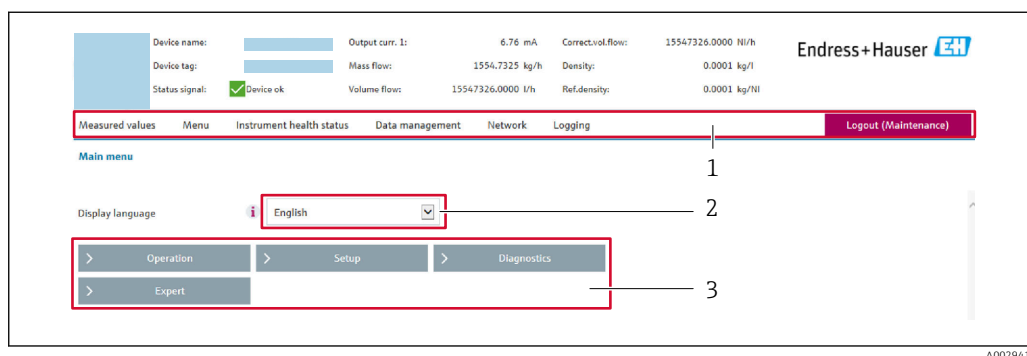 Device name: Output curr. 1: 6.76 mA Correct.vol.flow: 15547326.0000 Nl/h
Endress+Hauser EH
Device tag: Mass flow: 1554.7325 kg/h Density: 0.0001 kg/l
Status signal: Device ok Volume flow: 15547326.0000 l/h Ref.density: 0.0001 kg/Nl
Measured values Menu Instrument health status Data management Network Logging Logout (Maintenance)
1
Main menu
Display language i English 2
> Operation > Setup > Diagnostics
> Expert 3